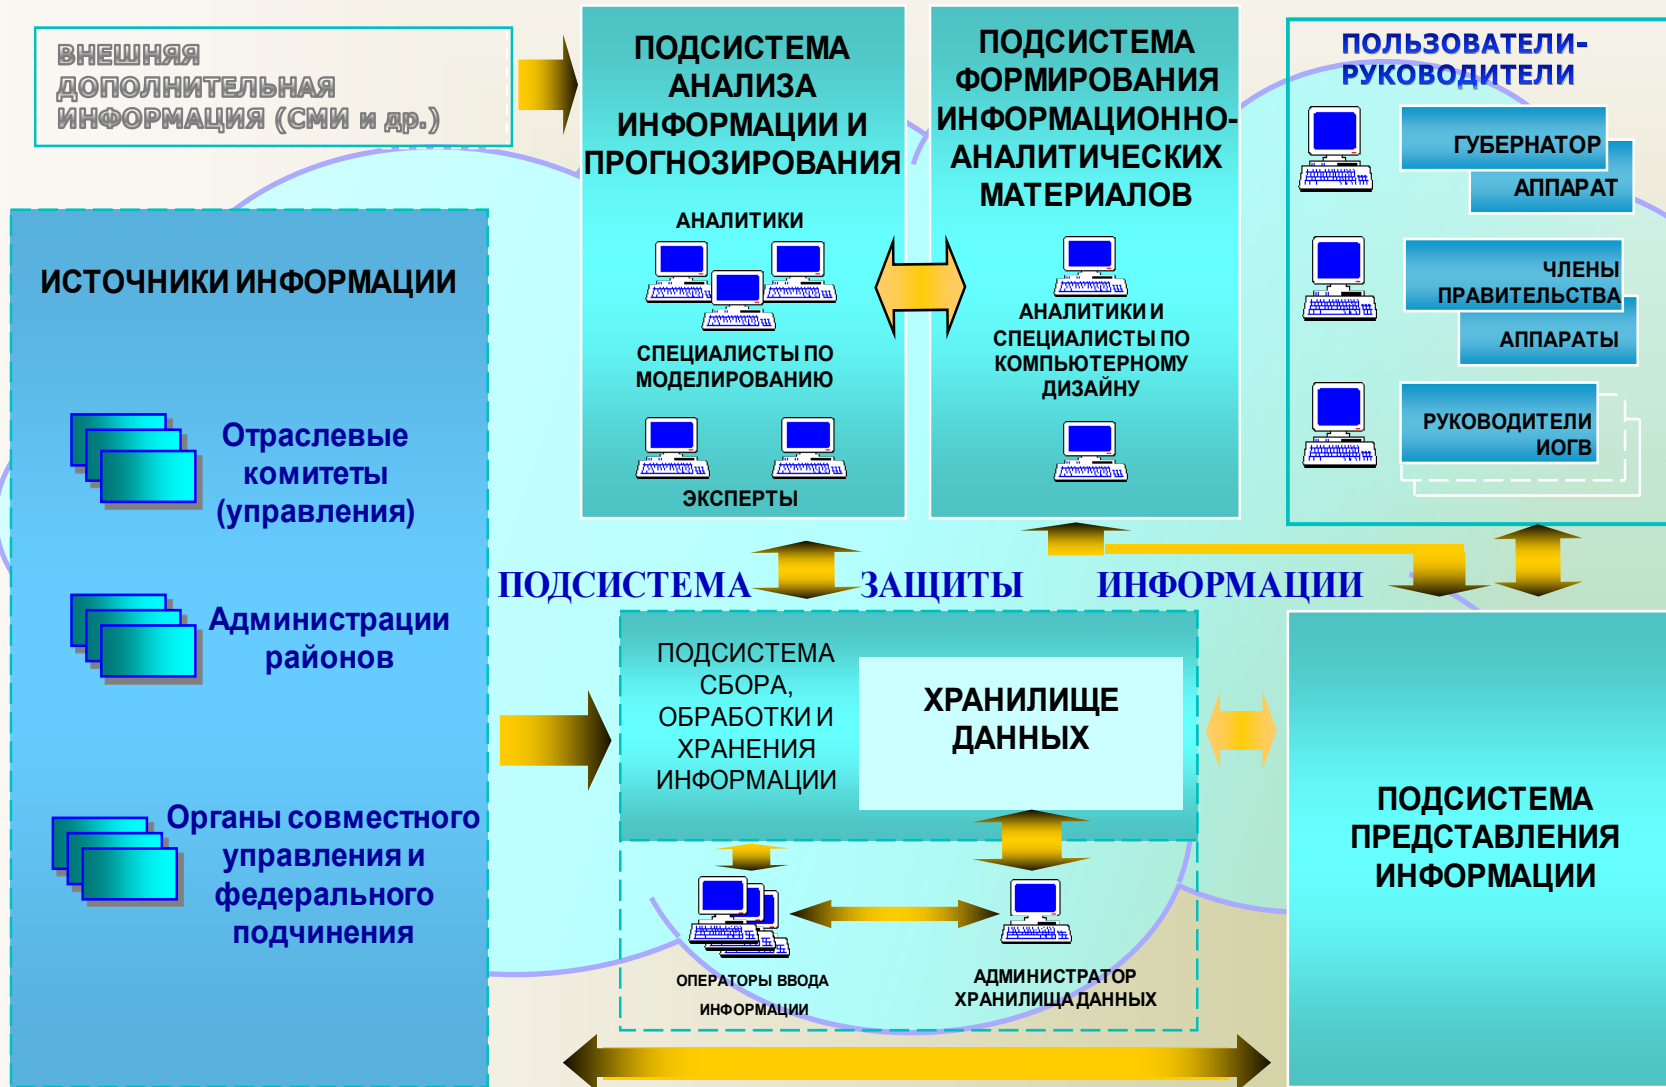 ВНЕШНЯЯ
ДОПОЛНИТЕЛЬНАЯ
ИНФОРМАЦИЯ (СМИ и др.)
ПОДСИСТЕМА
АНАЛИЗА
ИНФОРМАЦИИ И
ПРОГНОЗИРОВАНИЯ
АНАЛИТИКИ
СПЕЦИАЛИСТЫ ПО
МОДЕЛИРОВАНИЮ
ЭКСПЕРТЫ
ПОДСИСТЕМА
ФОРМИРОВАНИЯ
ИНФОРМАЦИОННО-
АНАЛИТИЧЕСКИХ
МАТЕРИАЛОВ
АНАЛИТИКИ И
СПЕЦИАЛИСТЫ ПО
КОМПЬЮТЕРНОМУ
ДИЗАЙНУ
ПОЛЬЗОВАТЕЛИ-
РУКОВОДИТЕЛИ
ГУБЕРНАТОР
АППАРАТ
ЧЛЕНЫ
ПРАВИТЕЛЬСТВА
АППАРАТЫ
РУКОВОДИТЕЛИ
ИОГВ
ИСТОЧНИКИ ИНФОРМАЦИИ
Отраслевые
комитеты
(управления)
Администрации
районов
Органы совместного
управления и
федерального
подчинения
ПОДСИСТЕМА ЗАЩИТЫ ИНФОРМАЦИИ
ПОДСИСТЕМА
СБОРА,
ОБРАБОТКИ И
ХРАНЕНИЯ
ИНФОРМАЦИИ
ХРАНИЛИЩЕ
ДАННЫХ
ОПЕРАТОРЫ ВВОДА
ИНФОРМАЦИИ
АДМИНИСТРАТОР
ХРАНИЛИЩА ДАННЫХ
ПОДСИСТЕМА
ПРЕДСТАВЛЕНИЯ
ИНФОРМАЦИИ